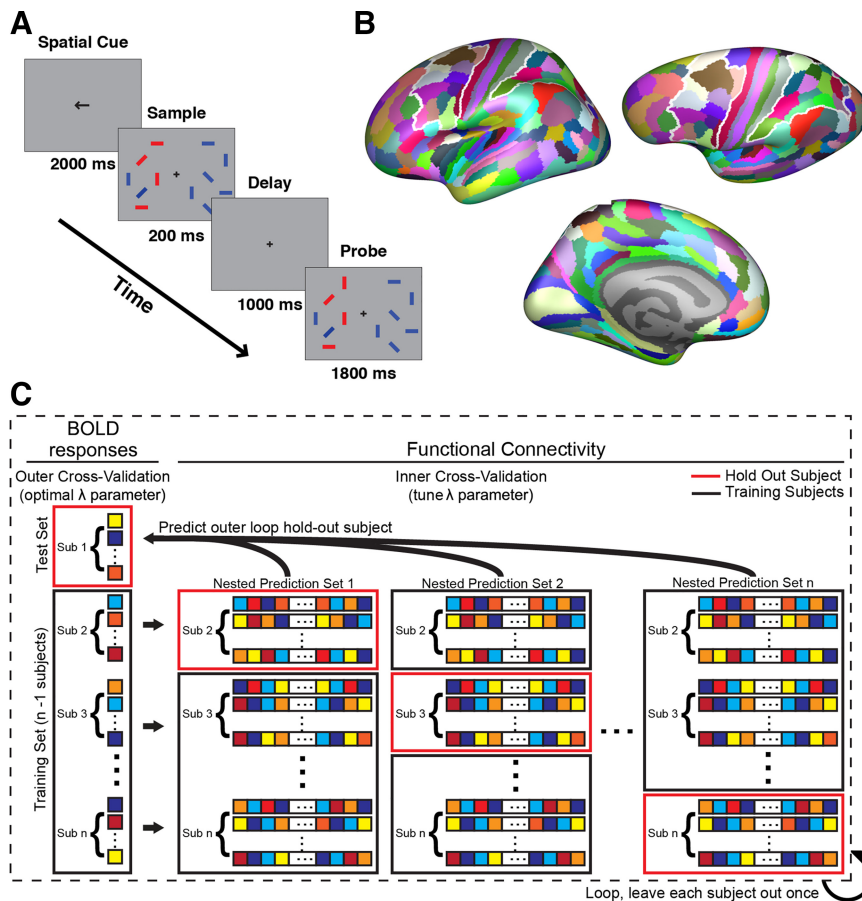 A
Spatial Cue
2000 ms
Sample
200 ms
Delay
1000 ms
Probe
1800 ms
Time
B
C
BOLD
responses
Functional Connectivity
Outer Cross-Validation
(optimal λ parameter)
Inner Cross-Validation
(tune λ parameter)
Hold Out Subject
Training Subjects
Test Set
Sub 1
Predict outer loop hold-out subject
Training Set (n -1 subjects)
Sub 2
Sub 3
Sub n
Nested Prediction Set 1
Sub 2
Sub 3
Sub n
Nested Prediction Set 2
Sub 2
Sub 3
Sub n
Nested Prediction Set n
Sub 2
Sub 3
Sub n
Loop, leave each subject out once